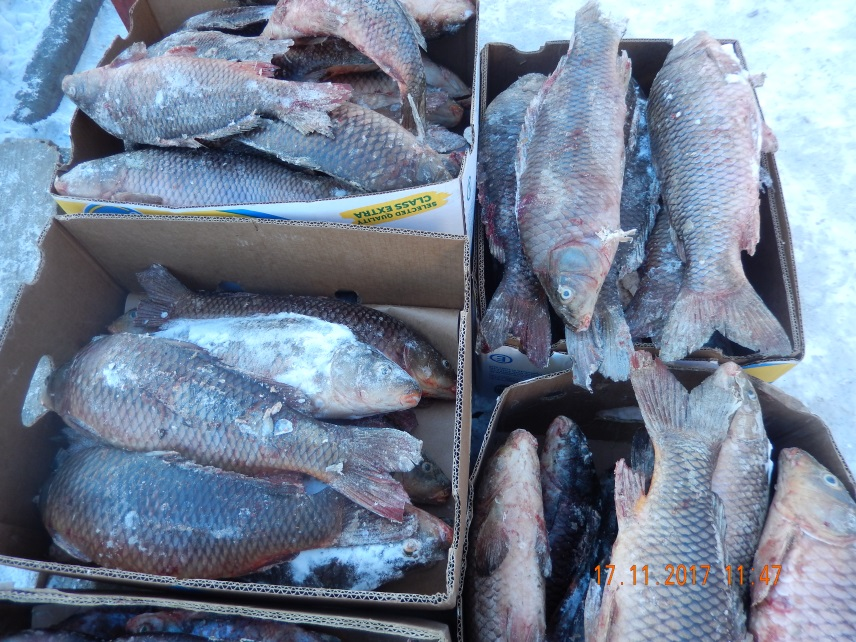 SELECTED QUALITY
CLASS EXTRA
17.11.2017 11:47